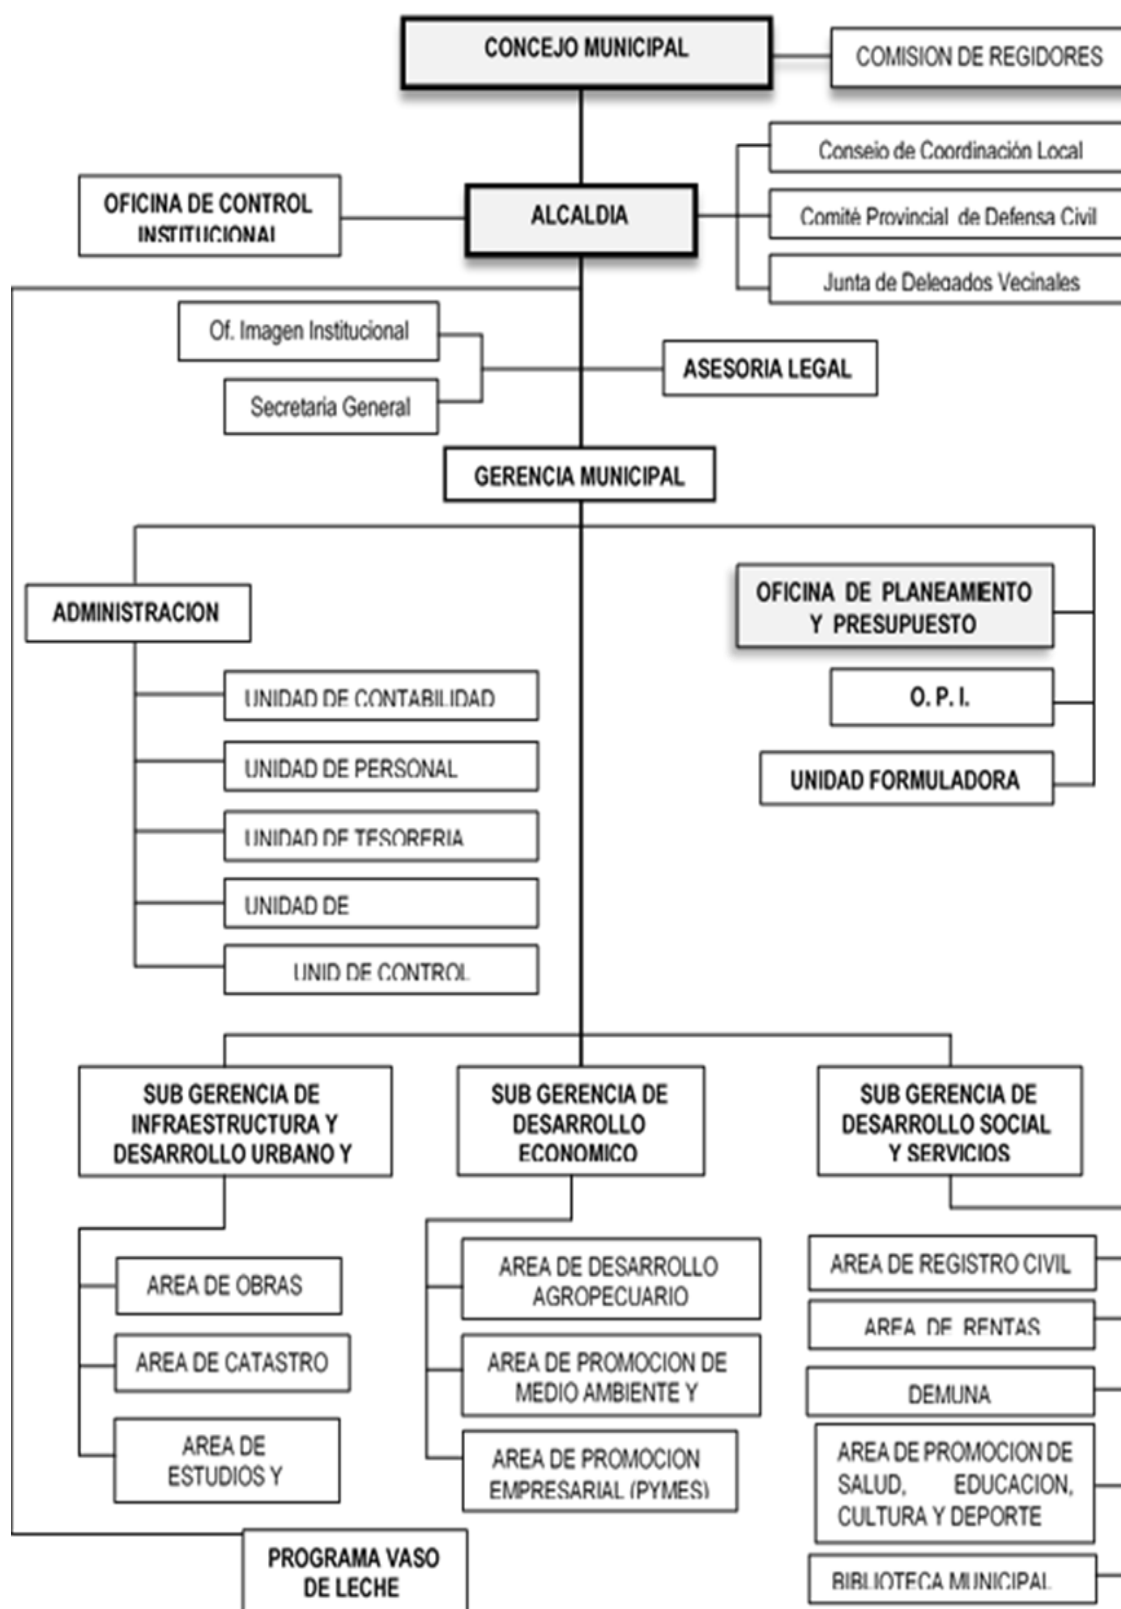 CONCEJO MUNICIPAL
COMISION DE REGIDORES
Consejo de Coordinación Local
OFICINA DE CONTROL
INSTITUCIONAL
ALCALDIA
Comité Provincial de Defensa Civil
Junta de Delegados Vecinales
Of. Imagen Institucional
ASESORIA LEGAL
Secretaria General
GERENCIA MUNICIPAL
ADMINISTRACION
OFICINA DE PLANEAMIENTO
Y PRESUPUESTO
UNIDAD DE CONTABILIDAD
O. P. I.
UNIDAD DE PERSONAL
UNIDAD FORMULADORA
UNIDAD DE TESORERIA
UNIDAD DE
UNID DE CONTROL
SUB GERENCIA DE
INFRAESTRUCTURA Y
DESARROLLO URBANO Y
SUB GERENCIA DE
DESARROLLO
ECONOMICO
SUB GERENCIA DE
DESARROLLO SOCIAL
Y SERVICIOS
AREA DE OBRAS
AREA DE CATASTRO
AREA DE
ESTUDIOS Y
AREA DE DESARROLLO
AGROPECUARIO
AREA DE PROMOCION DE
MEDIO AMBIENTE Y
AREA DE PROMOCION
EMPRESARIAL (PYMES)
AREA DE REGISTRO CIVIL
AREA DE RENTAS
DEMUNA
AREA DE PROMOCION DE
SALUD, EDUCACION,
CULTURA Y DEPORTE
BIBLIOTECA MUNICIPAL
PROGRAMA VASO
DE LECHE